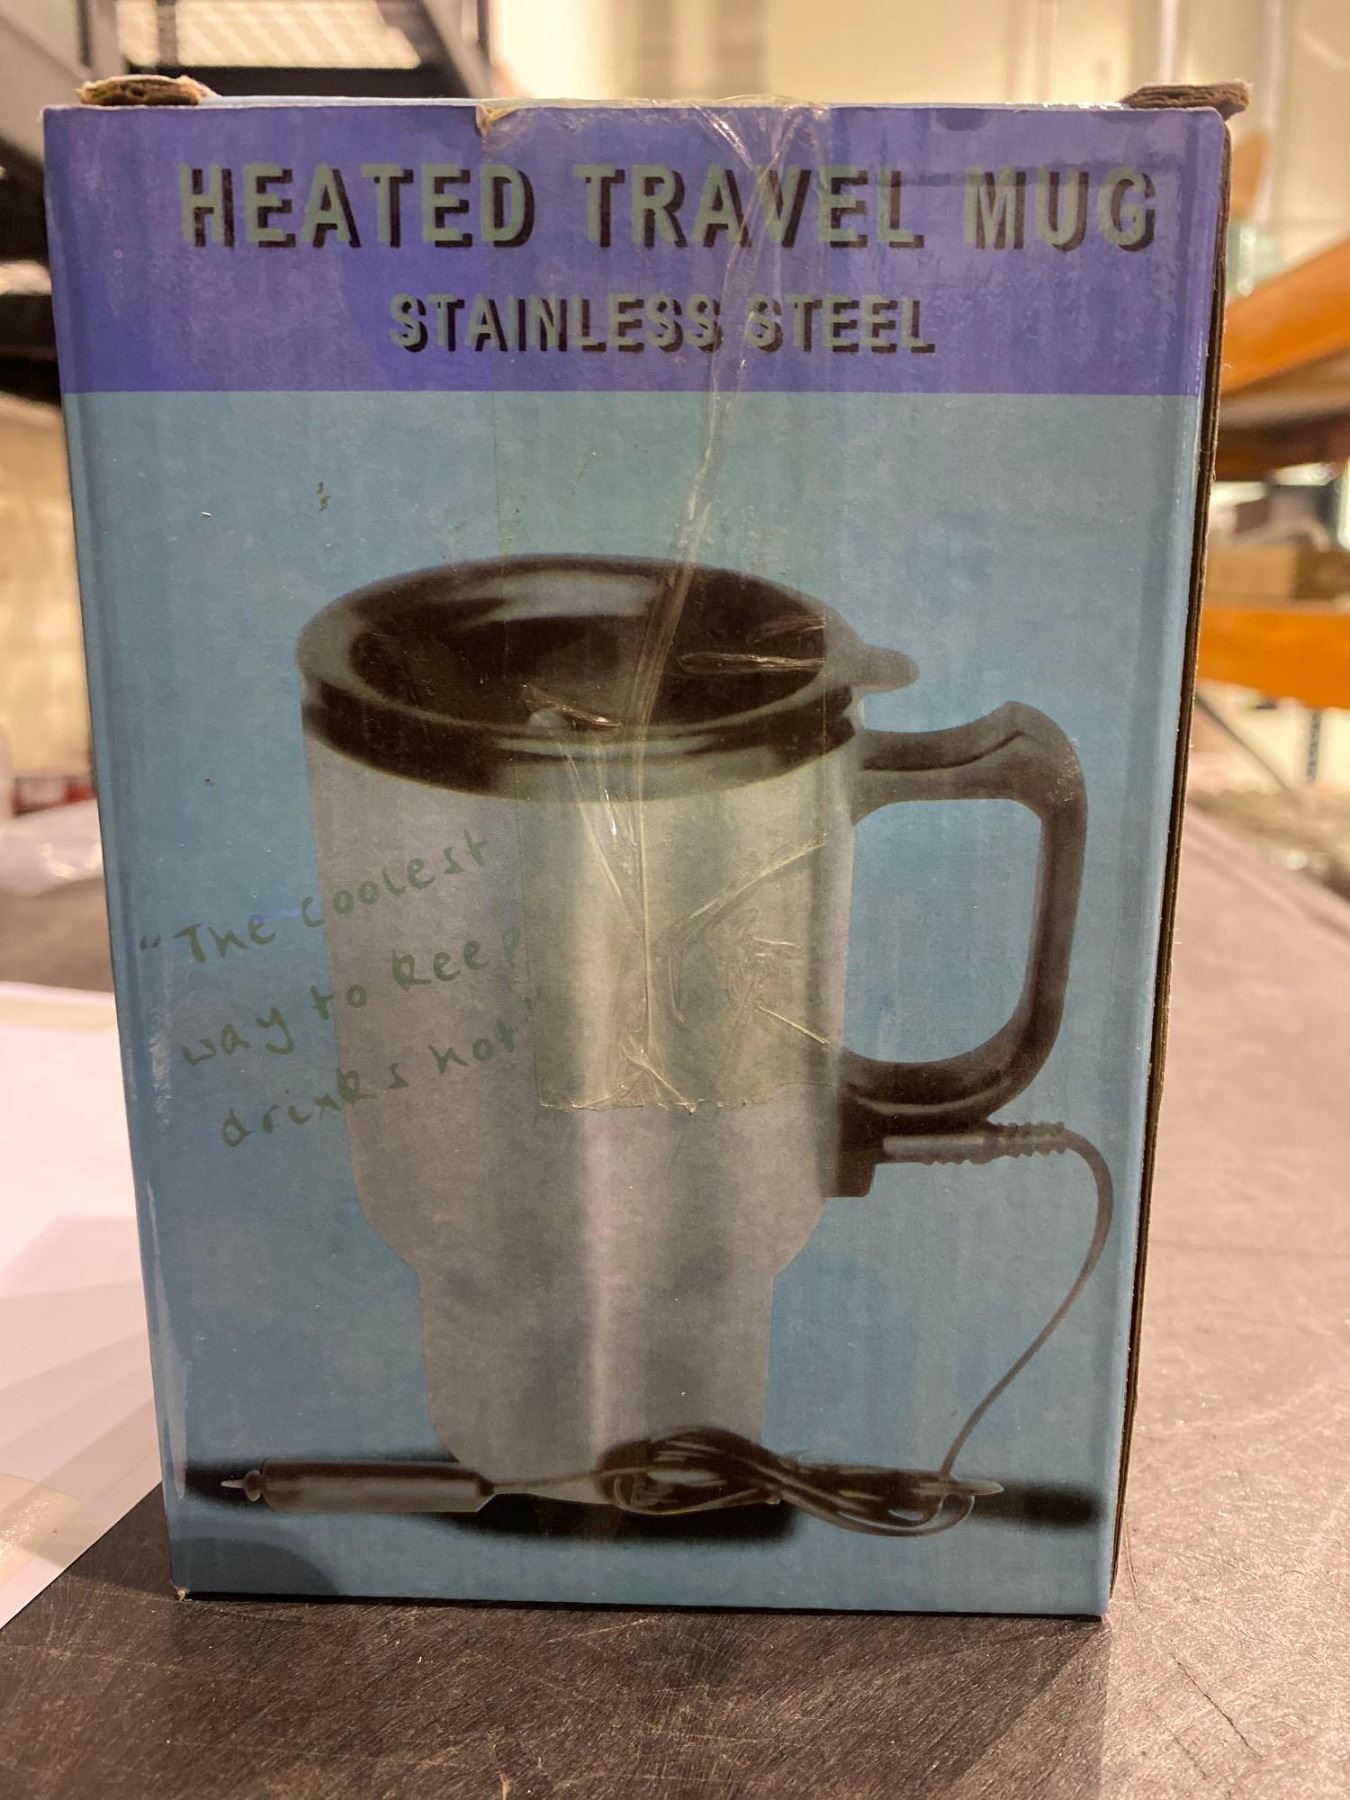 HEATED TRAVEL MUG
STAINLESS STEEL
"The coolest
way to keep
drinks hot"